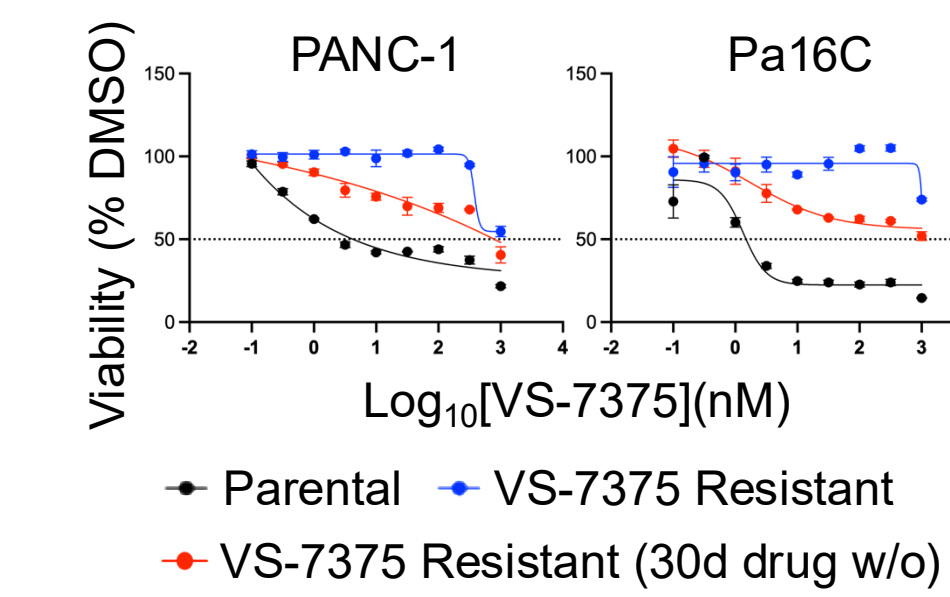 PANC-1 Pa16C
Viability (% DMSO)
150 150
100 100
50 50
0 0
-2 -1 0 1 2 3 4 -2 -1 0 1 2 3
Log₁₀[VS-7375](nM)
Parental VS-7375 Resistant
VS-7375 Resistant (30d drug w/o)